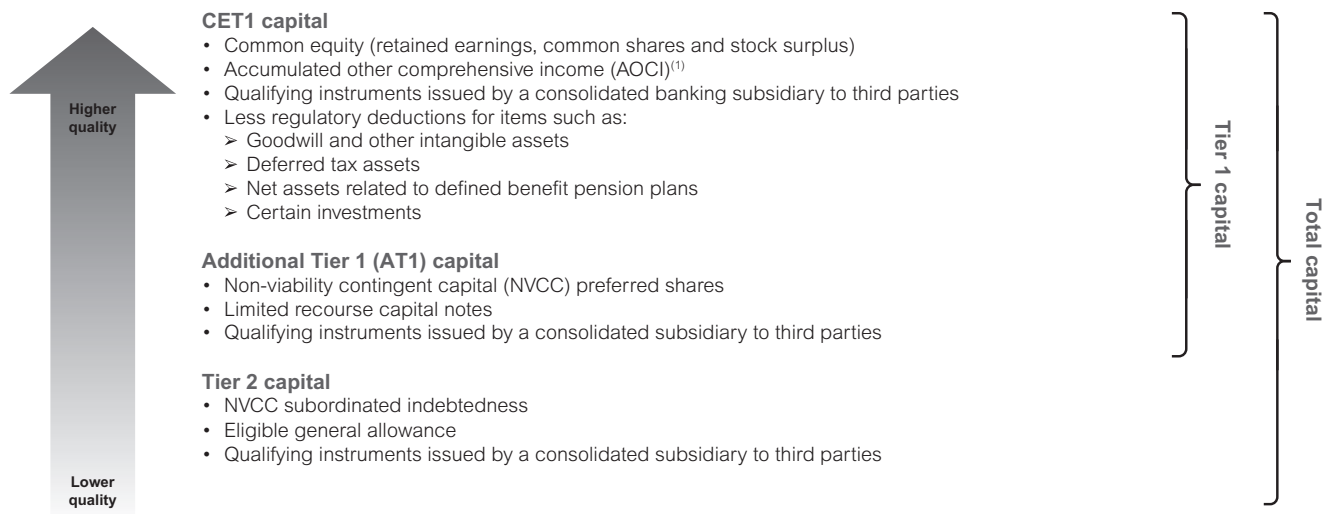 CET1 capital
• Common equity (retained earnings, common shares and stock surplus)
• Accumulated other comprehensive income (AOCI)(1)
• Qualifying instruments issued by a consolidated banking subsidiary to third parties
• Less regulatory deductions for items such as:
➢ Goodwill and other intangible assets
➢ Deferred tax assets
➢ Net assets related to defined benefit pension plans
➢ Certain investments
Additional Tier 1 (AT1) capital
• Non-viability contingent capital (NVCC) preferred shares
• Limited recourse capital notes
• Qualifying instruments issued by a consolidated subsidiary to third parties
Tier 2 capital
• NVCC subordinated indebtedness
• Eligible general allowance
• Qualifying instruments issued by a consolidated subsidiary to third parties
Higher
quality
Lower
quality
Tier 1 capital
Total capital